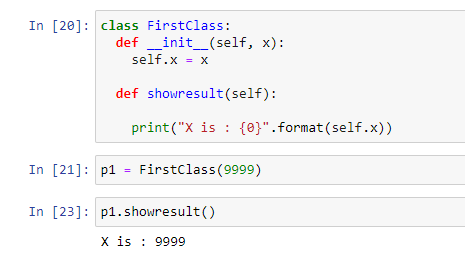 In [20]: class FirstClass:
  def __init__(self, x):
    self.x = x
  def showresult(self):
    print("X is : {0}".format(self.x))
In [21]: p1 = FirstClass(9999)
In [23]: p1.showresult()
X is : 9999